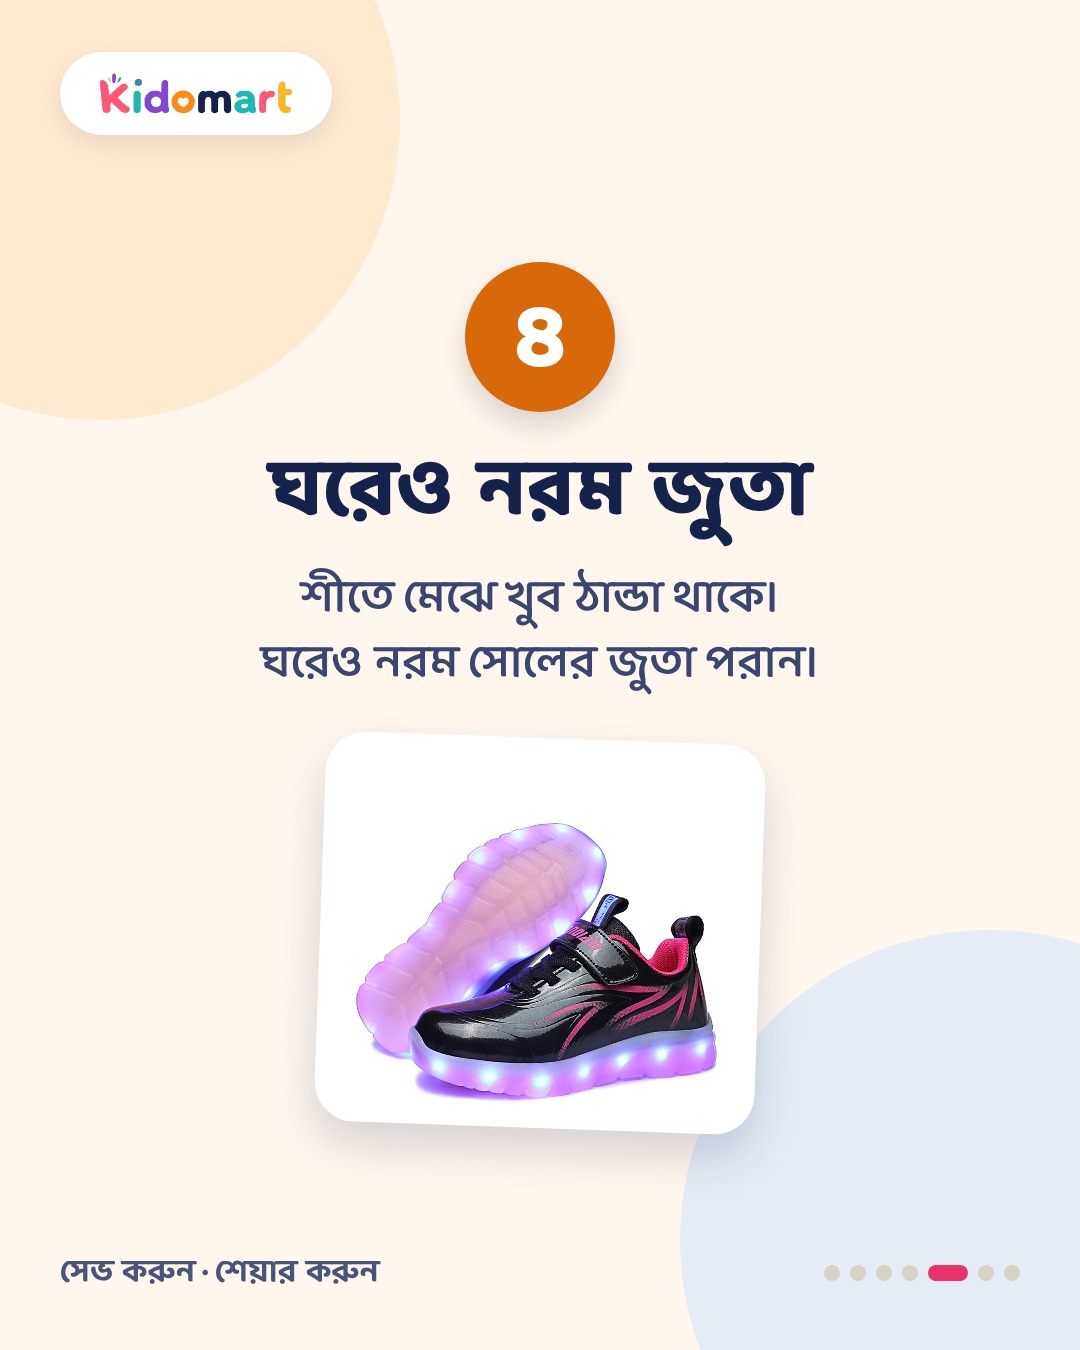 Kidomart
৪
ঘরেও নরম জুতা
শীতে মেঝে খুব ঠান্ডা থাকে।
ঘরেও নরম সোলের জুতা পরান।
সেভ করুন · শেয়ার করুন